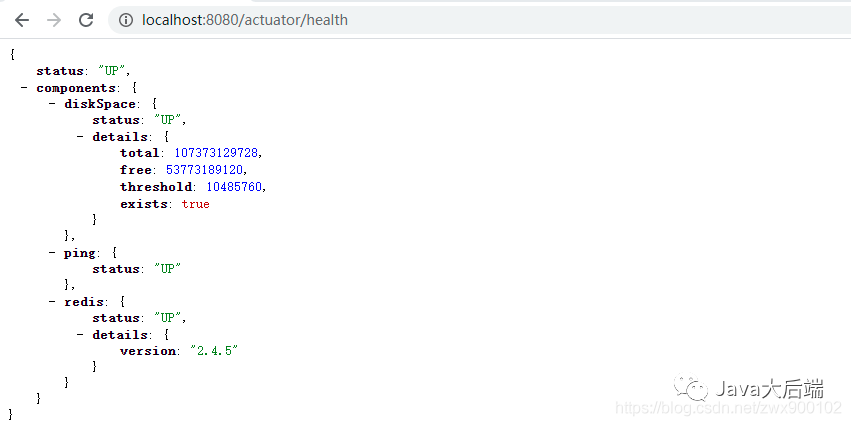 localhost:8080/actuator/health
{
status: "UP",
- components: {
- diskSpace: {
status: "UP",
- details: {
total: 107373129728,
free: 53773189120,
threshold: 10485760,
exists: true
}
},
- ping: {
status: "UP"
},
- redis: {
status: "UP",
- details: {
version: "2.4.5"
}
}
}
}
Java大后端
https://blog.csdn.net/zwx900102